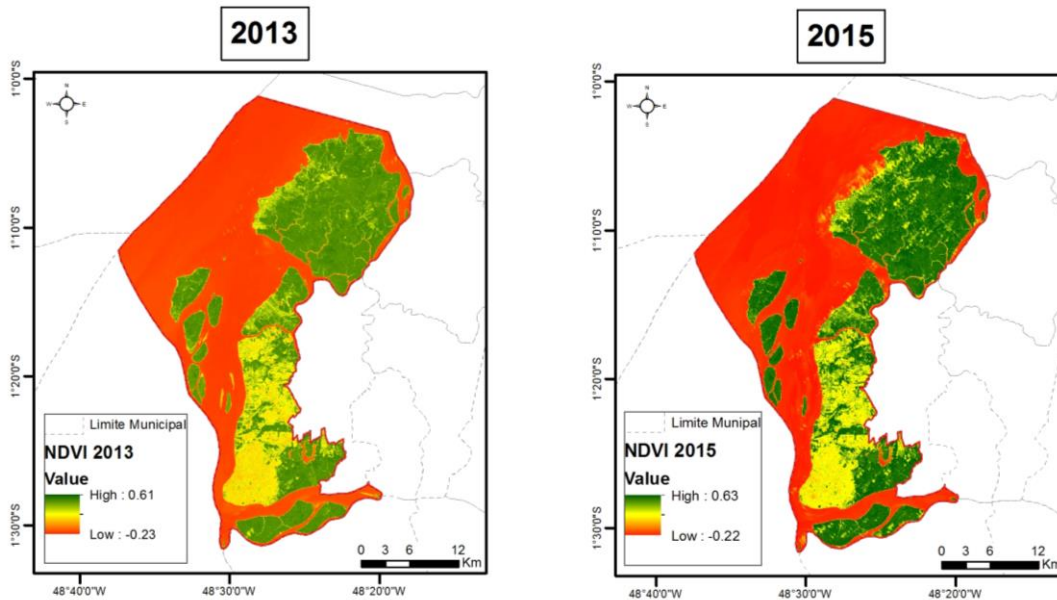 2013
1°0'0"S
1°10'0"S
1°20'0"S
1°30'0"S
N
W E
S
Limite Municipal
NDVI 2013
Value
High : 0.61
Low : -0.23
0 3 6 12
Km
48°40'0"W 48°30'0"W 48°20'0"W
2015
1°0'0"S
1°10'0"S
1°20'0"S
1°30'0"S
N
W E
S
Limite Munipal
NDVI 2015
Value
High : 0.63
Low : -0.22
0 3 6 12
Km
48°40'0"W 48°30'0"W 48°20'0"W